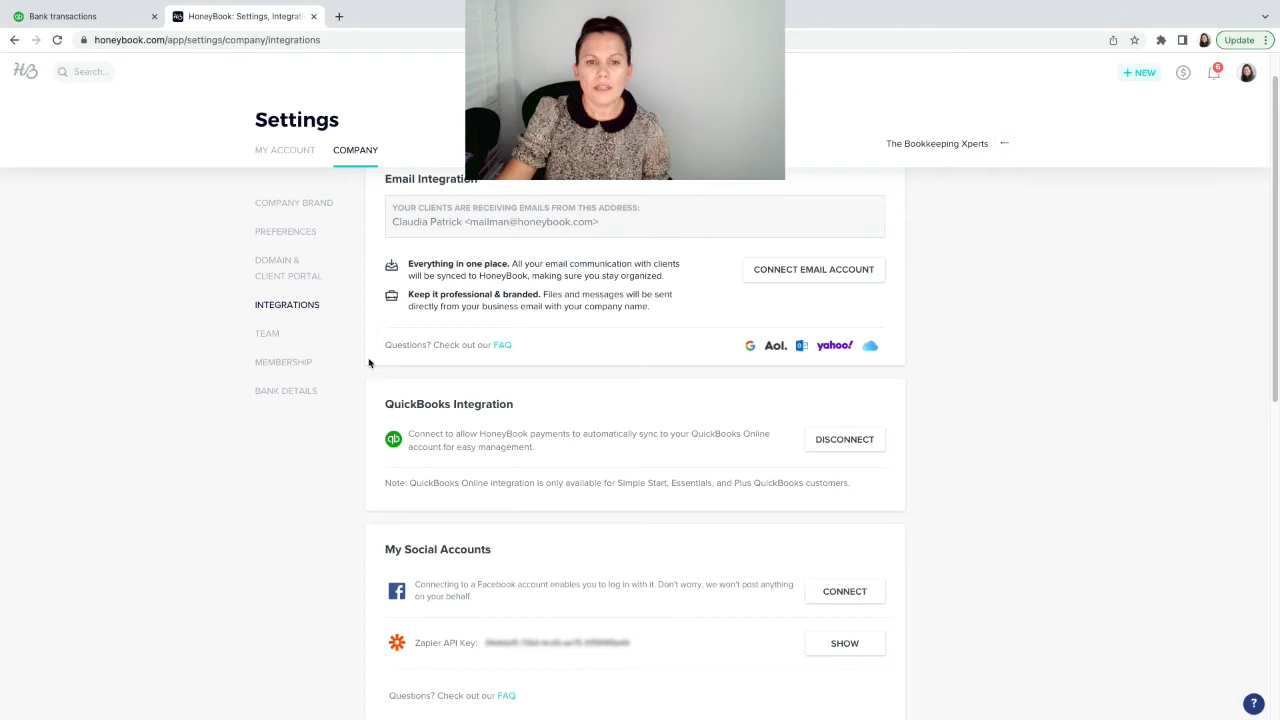 Bank transactions
HoneyBook: Settings, Integratio
honeybook.com/app/settings/company/integrations
Update
HB
Search...
+ NEW
6
Settings
MY ACCOUNT
COMPANY
The Bookkeeping Xperts
COMPANY BRAND
PREFERENCES
DOMAIN &
CLIENT PORTAL
INTEGRATIONS
TEAM
MEMBERSHIP
BANK DETAILS
Email Integration
YOUR CLIENTS ARE RECEIVING EMAILS FROM THIS ADDRESS:
Claudia Patrick <mailman@honeybook.com>
Everything in one place. All your email communication with clients
will be synced to HoneyBook, making sure you stay organized.
CONNECT EMAIL ACCOUNT
Keep it professional & branded. Files and messages will be sent
directly from your business email with your company name.
Questions? Check out our FAQ
Aol.
yahoo!
QuickBooks Integration
qb
Connect to allow HoneyBook payments to automatically sync to your QuickBooks Online
account for easy management.
DISCONNECT
Note: QuickBooks Online integration is only available for Simple Start, Essentials, and Plus QuickBooks customers.
My Social Accounts
Connecting to a Facebook account enables you to log in with it. Don't worry, we won't post anything
on your behalf.
CONNECT
Zapier API Key:
SHOW
Questions? Check out our FAQ
?